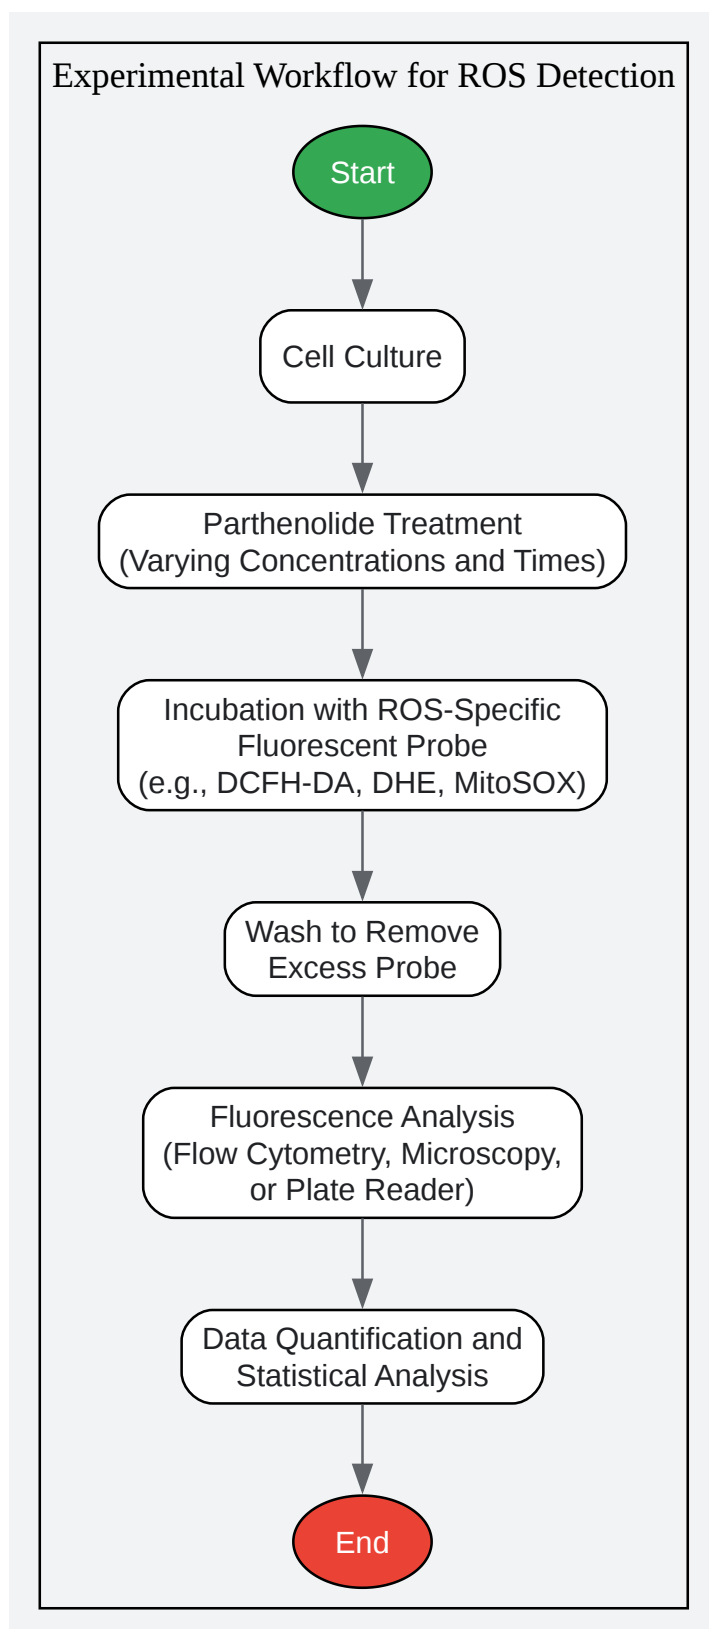 Experimental Workflow for ROS Detection
Start
Cell Culture
Parthenolide Treatment
(Varying Concentrations and Times)
Incubation with ROS-Specific
Fluorescent Probe
(e.g., DCFH-DA, DHE, MitoSOX)
Wash to Remove
Excess Probe
Fluorescence Analysis
(Flow Cytometry, Microscopy,
or Plate Reader)
Data Quantification and
Statistical Analysis
End